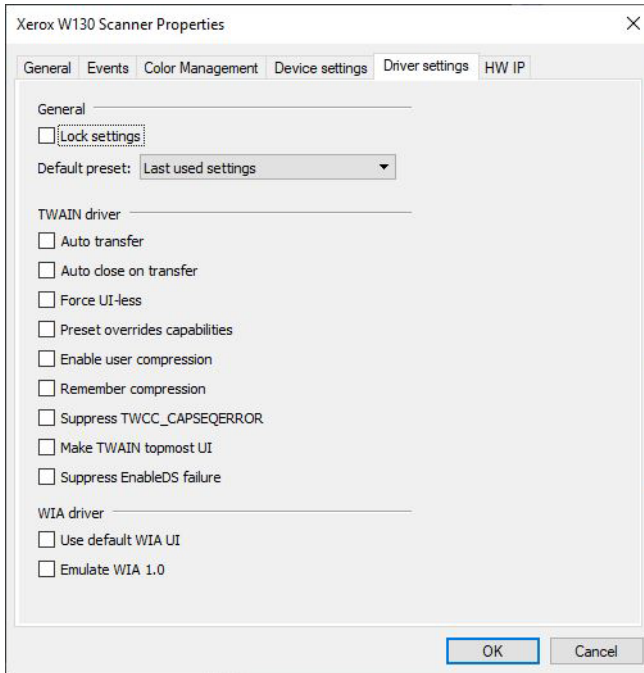 Xerox W130 Scanner Properties
General Events Color Management Device settings Driver settings HW IP
General
Lock settings
Default preset: Last used settings
TWAIN driver
Auto transfer
Auto close on transfer
Force UI-less
Preset overrides capabilities
Enable user compression
Remember compression
Suppress TWCC_CAPSEQERROR
Make TWAIN topmost UI
Suppress EnableDS failure
WIA driver
Use default WIA UI
Emulate WIA 1.0
OK Cancel